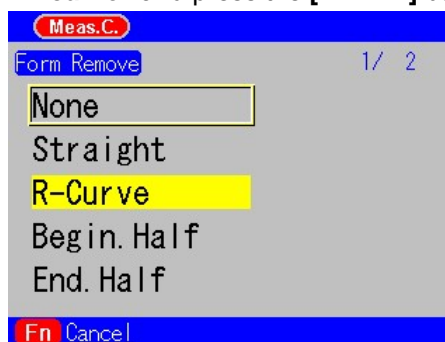 Meas.C.
Form Remove 1/ 2
None
Straight
R-Curve
Begin.Half
End.Half
Fn Cancel